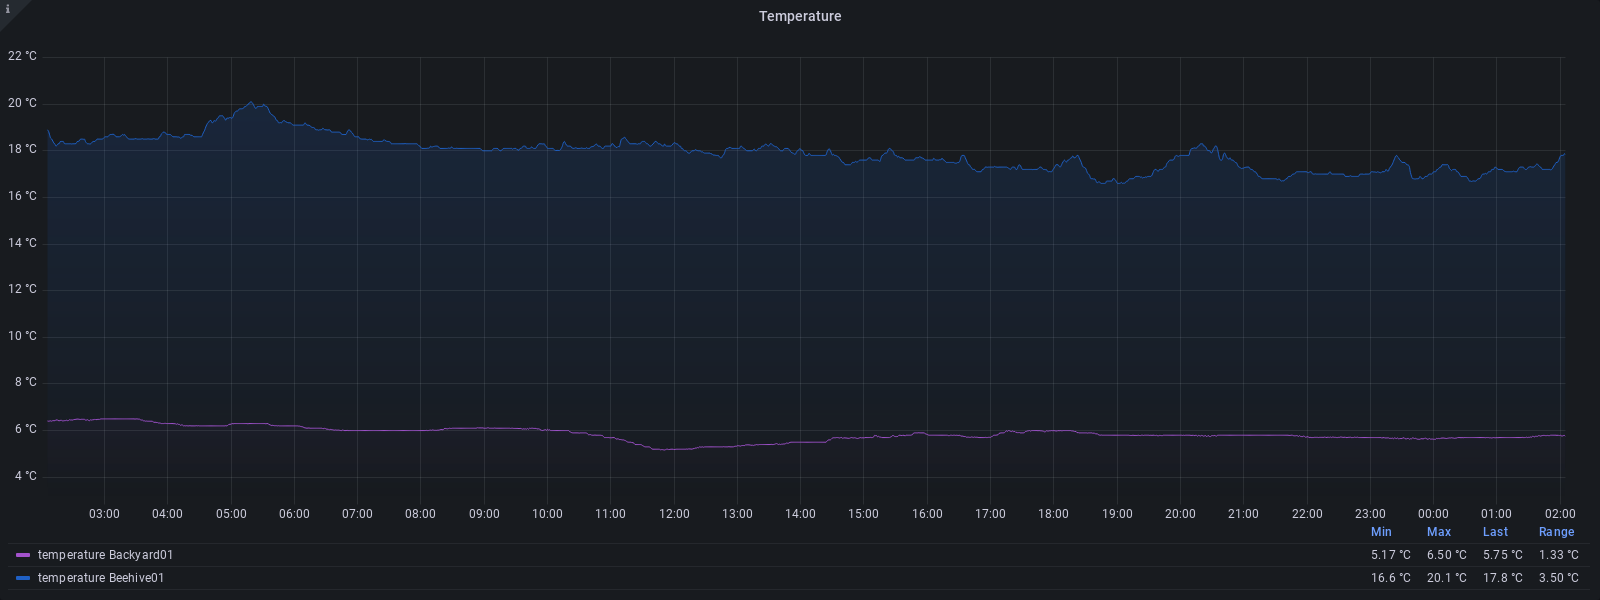 i
Temperature
22 °C
20 °C
18 °C
16 °C
14 °C
12 °C
10 °C
8 °C
6 °C
4 °C
03:00 04:00 05:00 06:00 07:00 08:00 09:00 10:00 11:00 12:00 13:00 14:00 15:00 16:00 17:00 18:00 19:00 20:00 21:00 22:00 23:00 00:00 01:00 02:00
Min Max Last Range
temperature Backyard01 5.17 °C 6.50 °C 5.75 °C 1.33 °C
temperature Beehive01 16.6 °C 20.1 °C 17.8 °C 3.50 °C